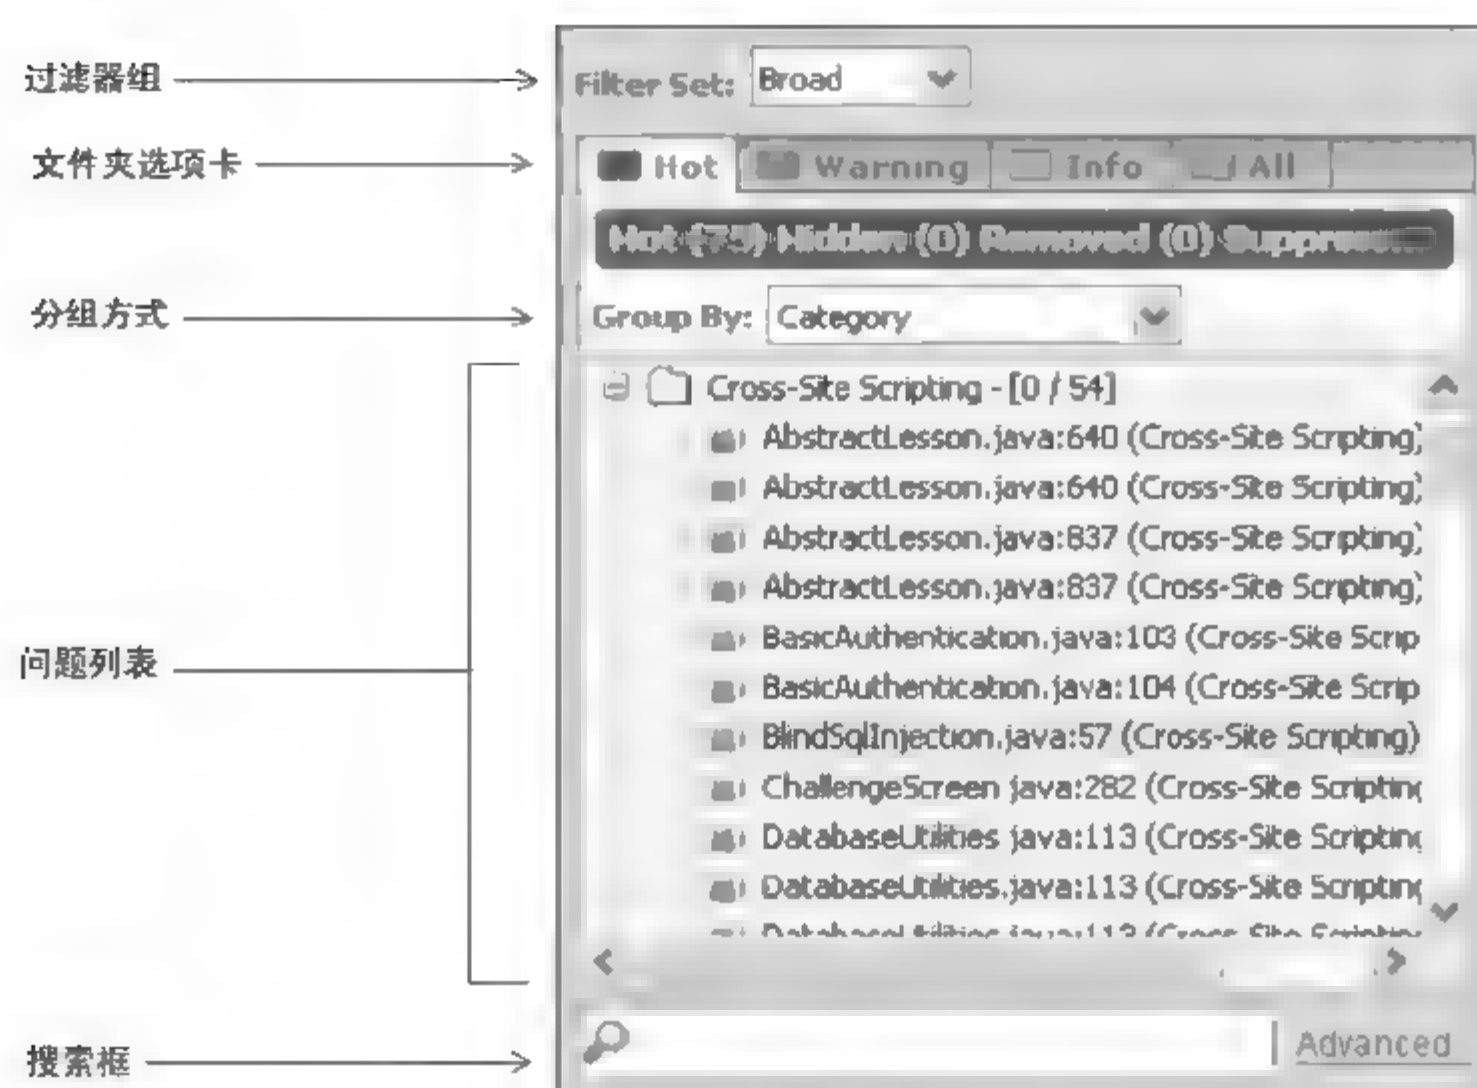 过滤器组
Filter Set: Broad
文件夹选项卡
Hot Warning Info All
Hot (75) Hidden (0) Removed (0)
分组方式
Group By: Category
Cross-Site Scripting - [0 / 54]
AbstractLesson.java:640 (Cross-Site Scripting)
AbstractLesson.java:640 (Cross-Site Scripting)
AbstractLesson.java:837 (Cross-Site Scripting)
AbstractLesson.java:837 (Cross-Site Scripting)
问题列表
BasicAuthentication.java:103 (Cross-Site Scrip
BasicAuthentication.java:104 (Cross-Site Scrip
BlindSqlInjection.java:57 (Cross-Site Scripting)
ChallengeScreen java:282 (Cross-Site Scripting
DatabaseUtilities java:113 (Cross-Site Scripting
DatabaseUtilities.java:113 (Cross-Site Scripting
搜索框
Advanced